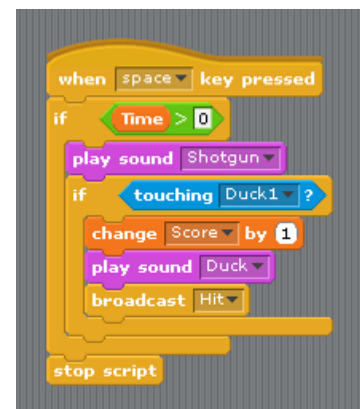 when space key pressed
if Time > 0
play sound Shotgun
if touching Duck1 ?
change Score by 1
play sound Duck
broadcast Hit
stop script